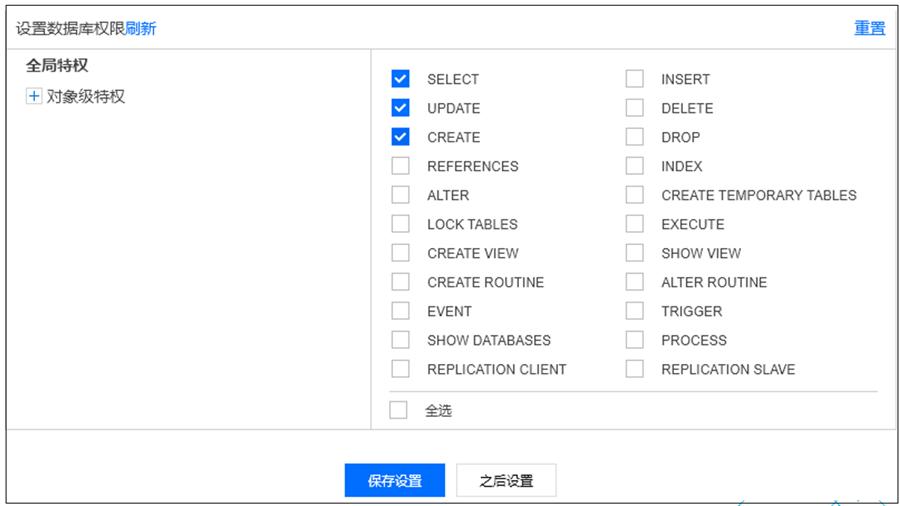 设置数据库权限刷新 重置
全局特权
对象级特权
SELECT INSERT
UPDATE DELETE
CREATE DROP
REFERENCES INDEX
ALTER CREATE TEMPORARY TABLES
LOCK TABLES EXECUTE
CREATE VIEW SHOW VIEW
CREATE ROUTINE ALTER ROUTINE
EVENT TRIGGER
SHOW DATABASES PROCESS
REPLICATION CLIENT REPLICATION SLAVE
全选
保存设置 之后设置